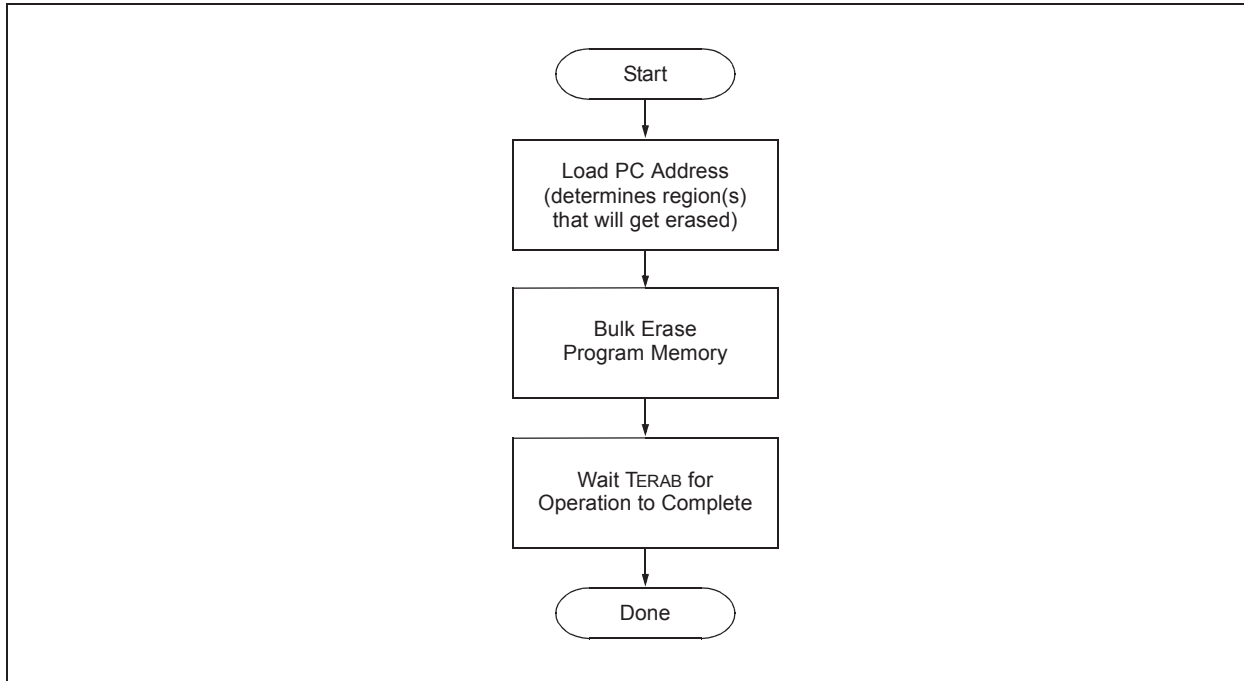 Start
Load PC Address
(determines region(s)
that will get erased)
Bulk Erase
Program Memory
Wait TERAB for
Operation to Complete
Done